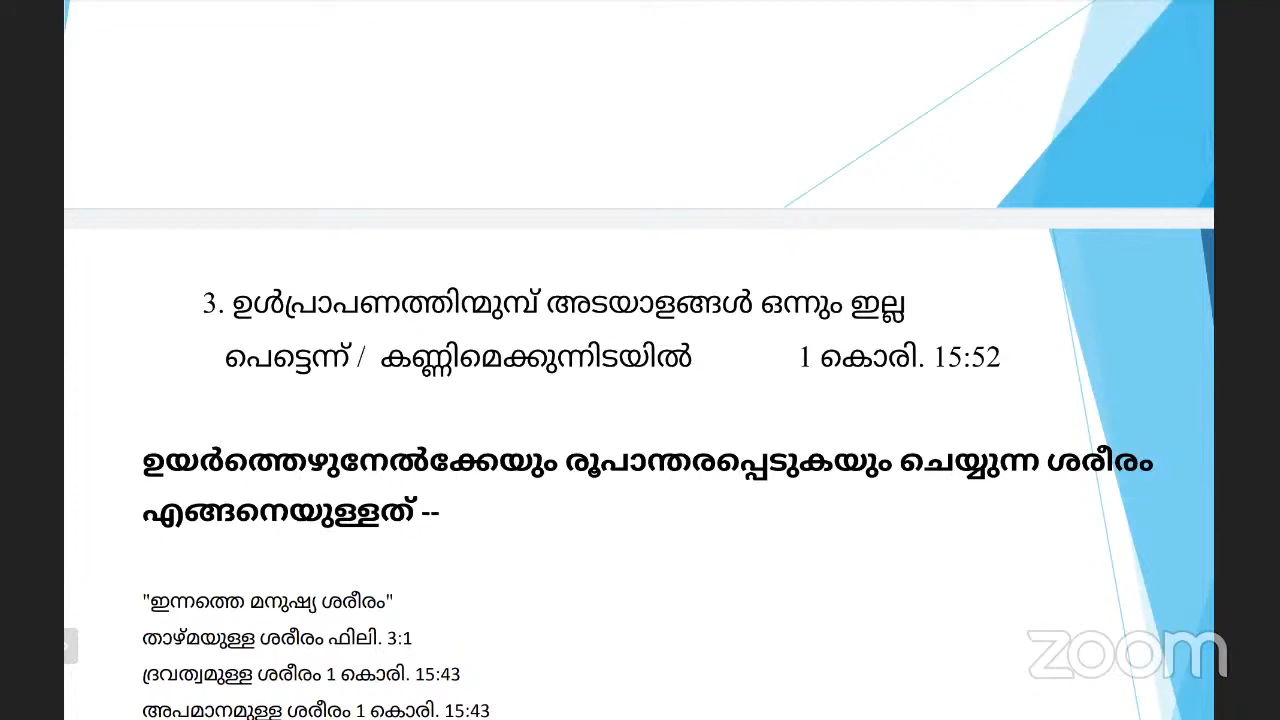 3. ഉൾപ്രാപണത്തിന്മുമ്പ് അടയാളങ്ങൾ ഒന്നും ഇല്ല
പെട്ടെന്ന് / കണ്ണിമെക്കുന്നിടയിൽ 1 കൊരി. 15:52
ഉയർത്തെഴുനേൽക്കേയും രൂപാന്തരപ്പെടുകയും ചെയ്യുന്ന ശരീരം
എങ്ങനെയുള്ളത് --
"ഇന്നത്തെ മനുഷ്യ ശരീരം"
താഴ്മയുള്ള ശരീരം ഫിലി. 3:1
ദ്രവത്വമുള്ള ശരീരം 1 കൊരി. 15:43
അപമാനമുള്ള ശരീരം 1 കൊരി. 15:43
zoom